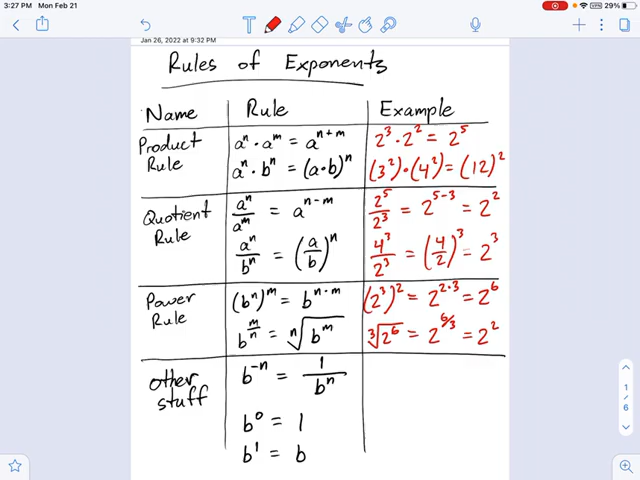 3:27 PM Mon Feb 21
29%
Jan 26, 2022 at 9:32 PM
Rules of Exponents
Name Rule Example
Product Rule
aⁿ · aᵐ = aⁿ⁺ᵐ 2³ · 2² = 2⁵
aⁿ · bⁿ = (a·b)ⁿ (3²)·(4²) = (12)²
Quotient Rule
aⁿ/aᵐ = aⁿ⁻ᵐ 2⁵/2³ = 2⁵⁻³ = 2²
aⁿ/bⁿ = (a/b)ⁿ 4³/2³ = (4/2)³ = 2³
Power Rule
(bⁿ)ᵐ = bⁿ·ᵐ (2³)² = 2²·³ = 2⁶
b^(m/n) = ⁿ√bᵐ ³√2⁶ = 2^(6/3) = 2²
Other stuff
b⁻ⁿ = 1/bⁿ
b⁰ = 1
b¹ = b
1/6